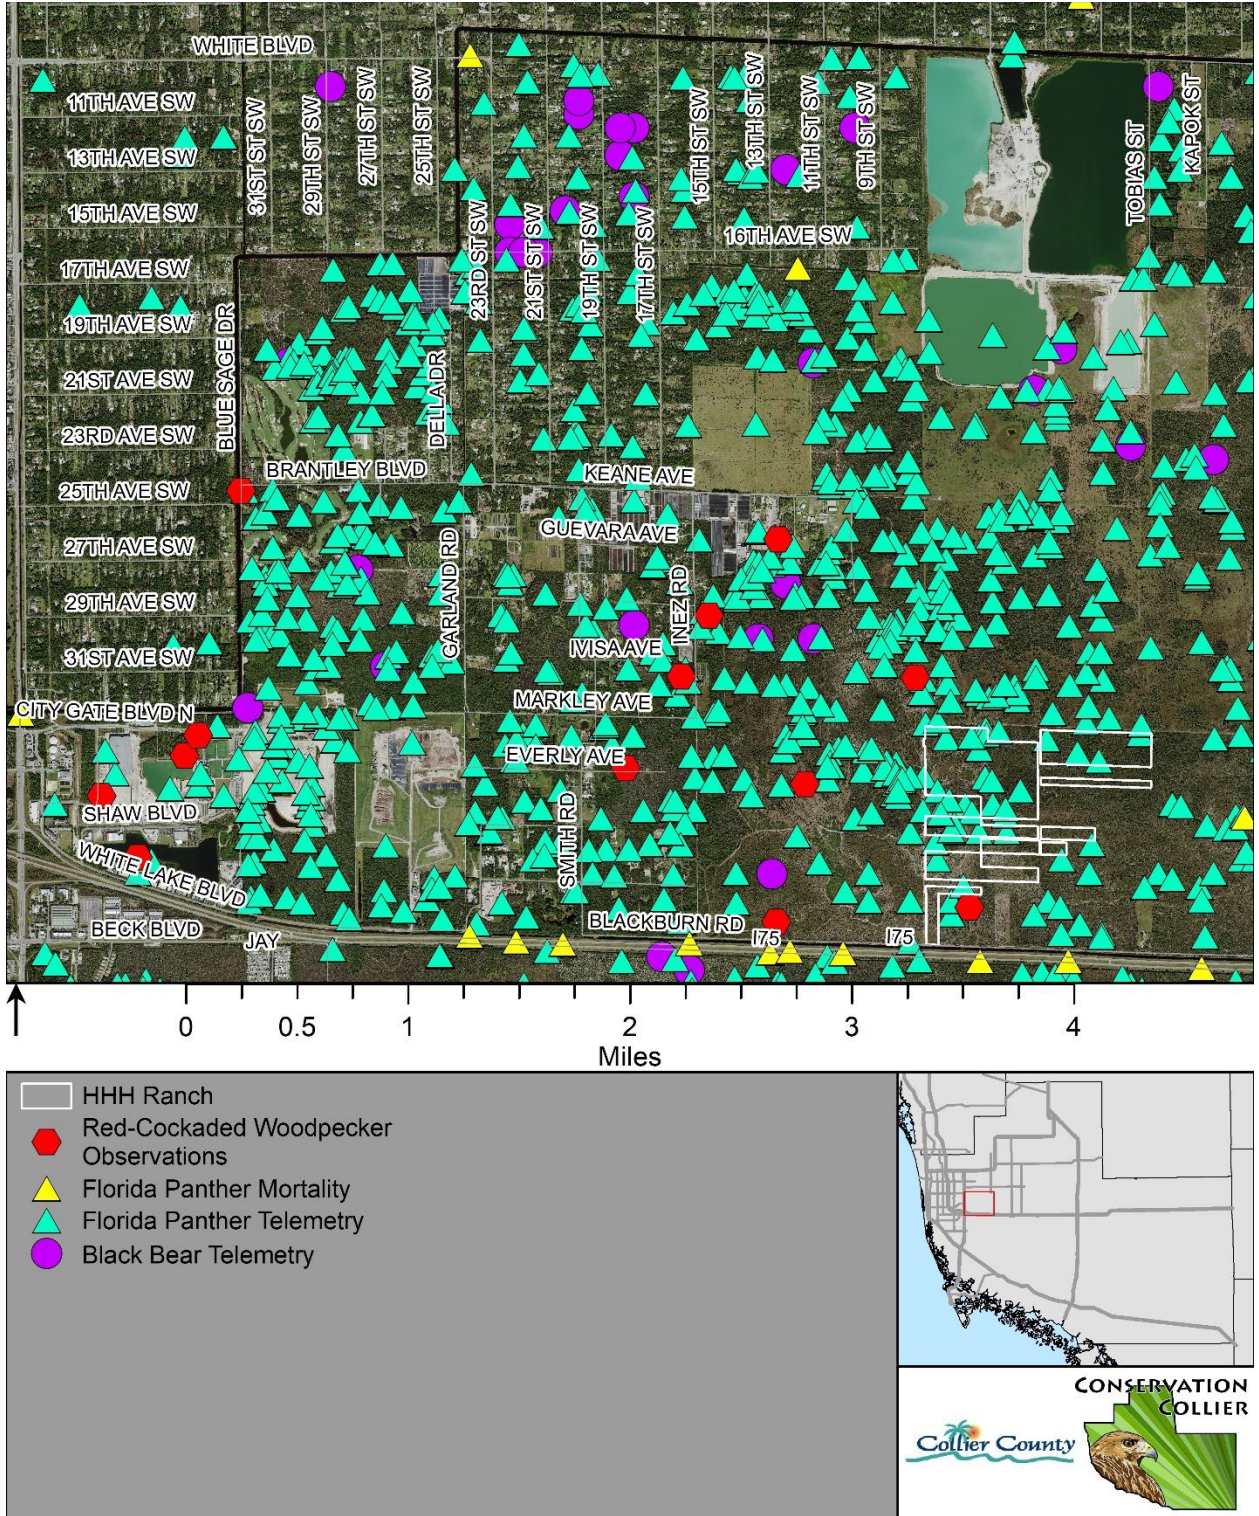 WHITE BLVD
11TH AVE SW
13TH AVE SW
15TH AVE SW
17TH AVE SW
19TH AVE SW
21ST AVE SW
23RD AVE SW
25TH AVE SW
27TH AVE SW
29TH AVE SW
31ST AVE SW
CITY GATE BLVD N
SHAW BLVD
WHITE LAKE BLVD
BECK BLVD
JAY
BLUE SAGE DR
31ST ST SW
29TH ST SW
27TH ST SW
25TH ST SW
23RD ST SW
21ST ST SW
19TH ST SW
17TH ST SW
15TH ST SW
13TH ST SW
11TH ST SW
9TH ST SW
16TH AVE SW
TOBIAS ST
KAPOK ST
DELLA DR
BRANTLEY BLVD
KEANE AVE
GUEVARA AVE
GARLAND RD
INEZ RD
IVISA AVE
MARKLEY AVE
EVERLY AVE
SMITH RD
BLACKBURN RD
I75
I75
0 0.5 1 2 3 4
Miles
HHH Ranch
Red-Cockaded Woodpecker
Observations
Florida Panther Mortality
Florida Panther Telemetry
Black Bear Telemetry
CONSERVATION
COLLIER
Collier County